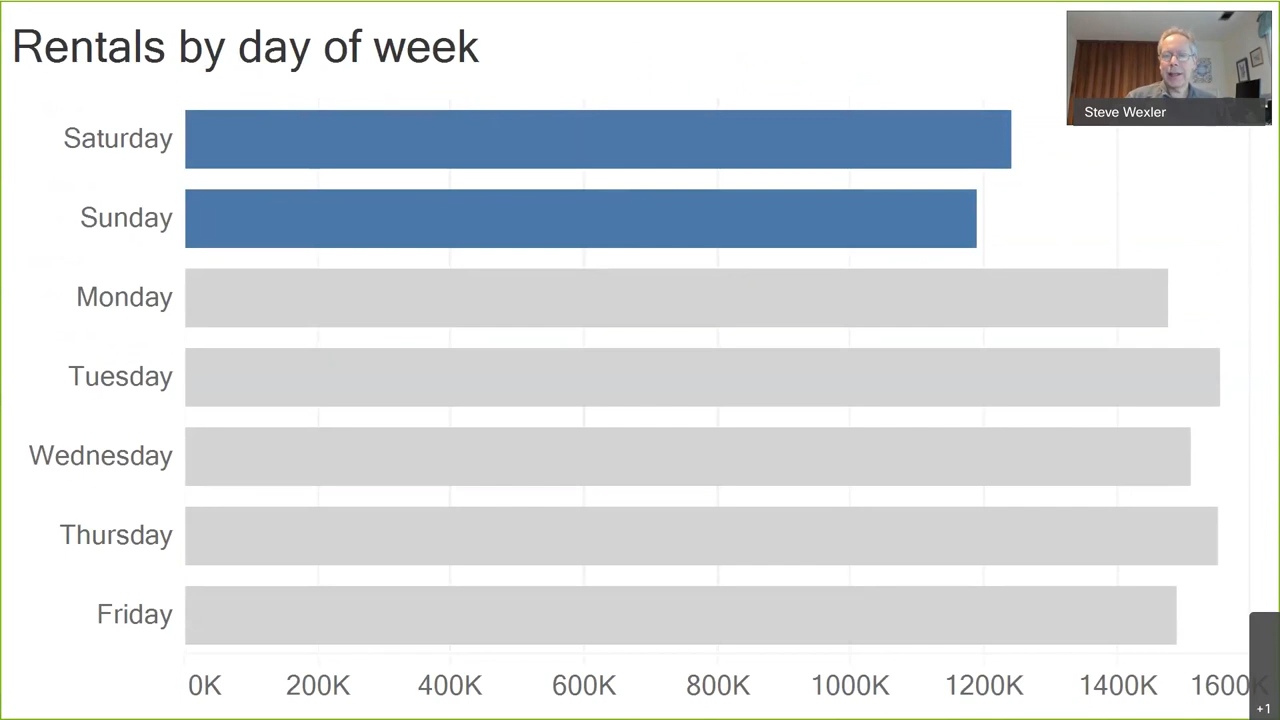 Rentals by day of week
Steve Wexler
Saturday
Sunday
Monday
Tuesday
Wednesday
Thursday
Friday
0K 200K 400K 600K 800K 1000K 1200K 1400K 1600K
+1